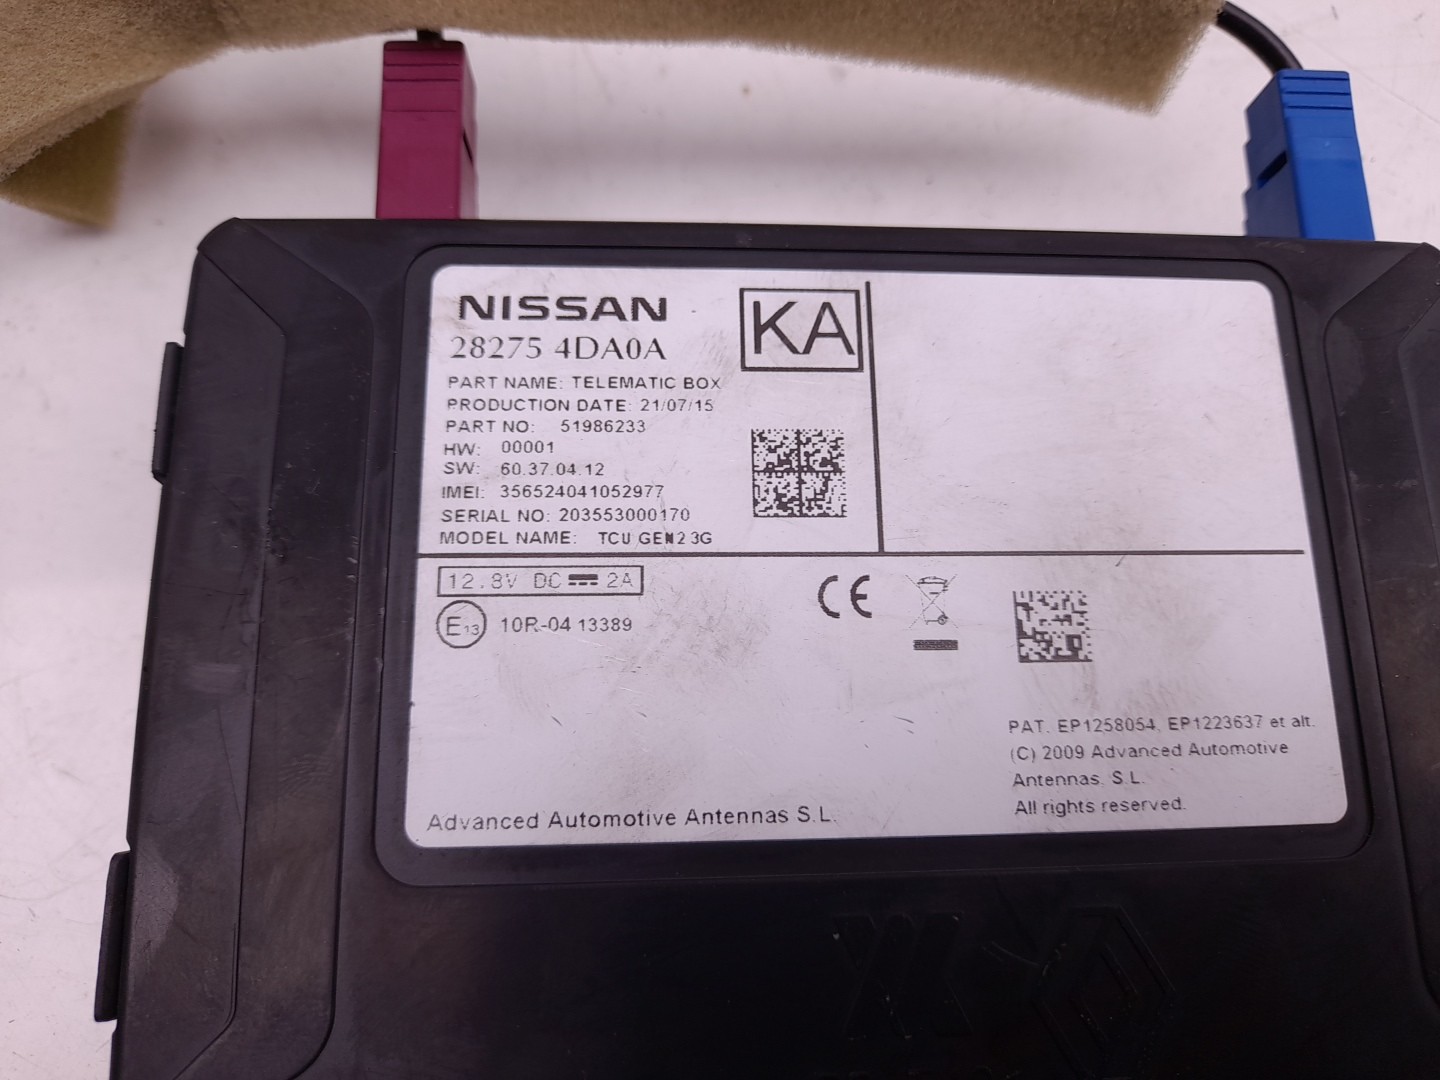 NISSAN
28275 4DA0A
KA
PART NAME: TELEMATIC BOX
PRODUCTION DATE: 21/07/15
PART NO: 51986233
HW: 00001
SW: 60.37.04.12
IMEI: 356524041052977
SERIAL NO: 203553000170
MODEL NAME: TCU GEN2 3G
12.8V DC 2A
E13 10R-04 13389
CE
PAT. EP1258054, EP1223637 et alt.
(C) 2009 Advanced Automotive
Antennas. S.L.
All rights reserved.
Advanced Automotive Antennas S.L.